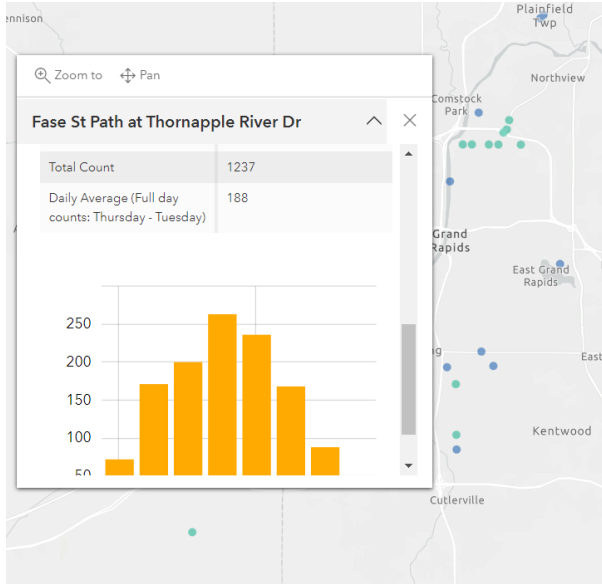 ennison
Plainfield
Twp
Zoom to
Pan
Northview
Comstock
Park
Fase St Path at Thornapple River Dr
Total Count 1237
Daily Average (Full day 188
counts: Thursday - Tuesday)
Grand
Rapids
East Grand
Rapids
250
200
150
100
50
ng
East
Kentwood
Cutlerville